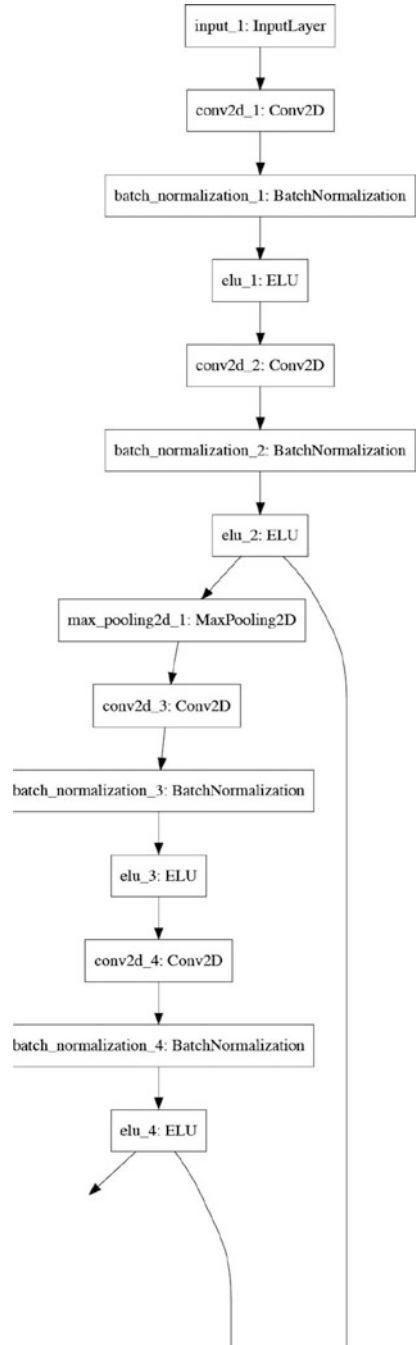 input_1: InputLayer
conv2d_1: Conv2D
batch_normalization_1: BatchNormalization
elu_1: ELU
conv2d_2: Conv2D
batch_normalization_2: BatchNormalization
elu_2: ELU
max_pooling2d_1: MaxPooling2D
conv2d_3: Conv2D
batch_normalization_3: BatchNormalization
elu_3: ELU
conv2d_4: Conv2D
batch_normalization_4: BatchNormalization
elu_4: ELU